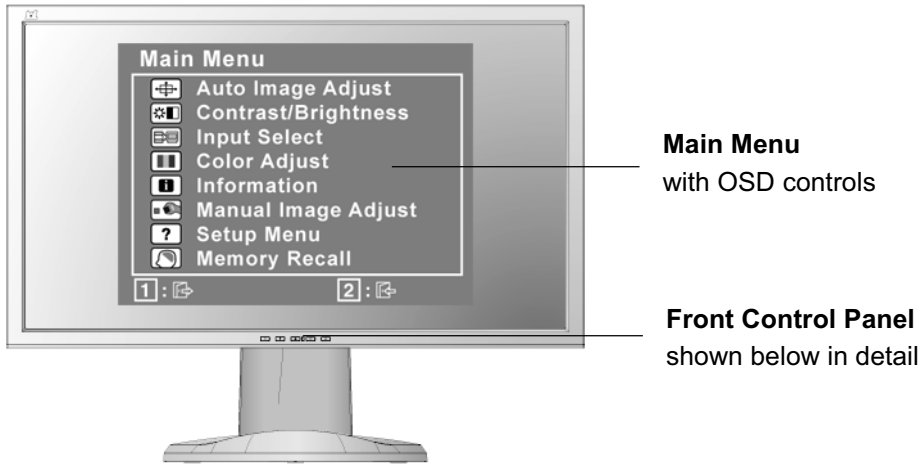 Main Menu
Auto Image Adjust
Contrast/Brightness
Input Select
Color Adjust
Information
Manual Image Adjust
? Setup Menu
Memory Recall
1 : 2 :
Main Menu
with OSD controls
Front Control Panel
shown below in detail